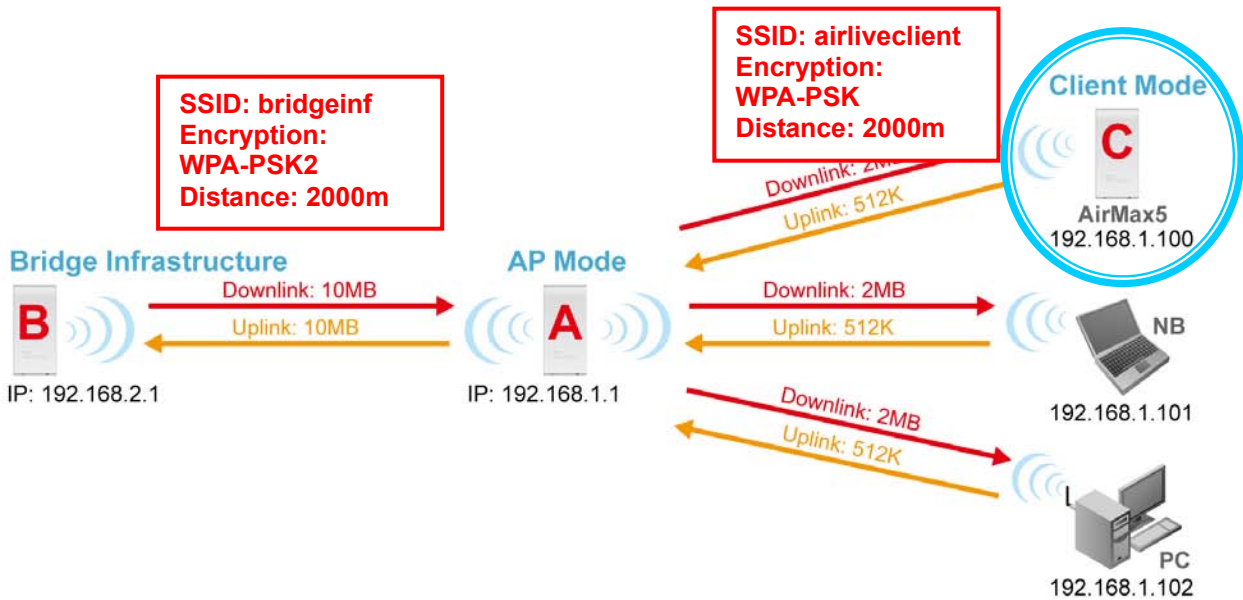 SSID: airliveclient
Encryption:
WPA-PSK
Distance: 2000m
SSID: bridgeinf
Encryption:
WPA-PSK2
Distance: 2000m
Client Mode
C
AirMax5
192.168.1.100
Downlink: 2MB
Uplink: 512K
Bridge Infrastructure
B
IP: 192.168.2.1
Downlink: 10MB
Uplink: 10MB
AP Mode
A
IP: 192.168.1.1
Downlink: 2MB
Uplink: 512K
NB
192.168.1.101
Downlink: 2MB
Uplink: 512K
PC
192.168.1.102